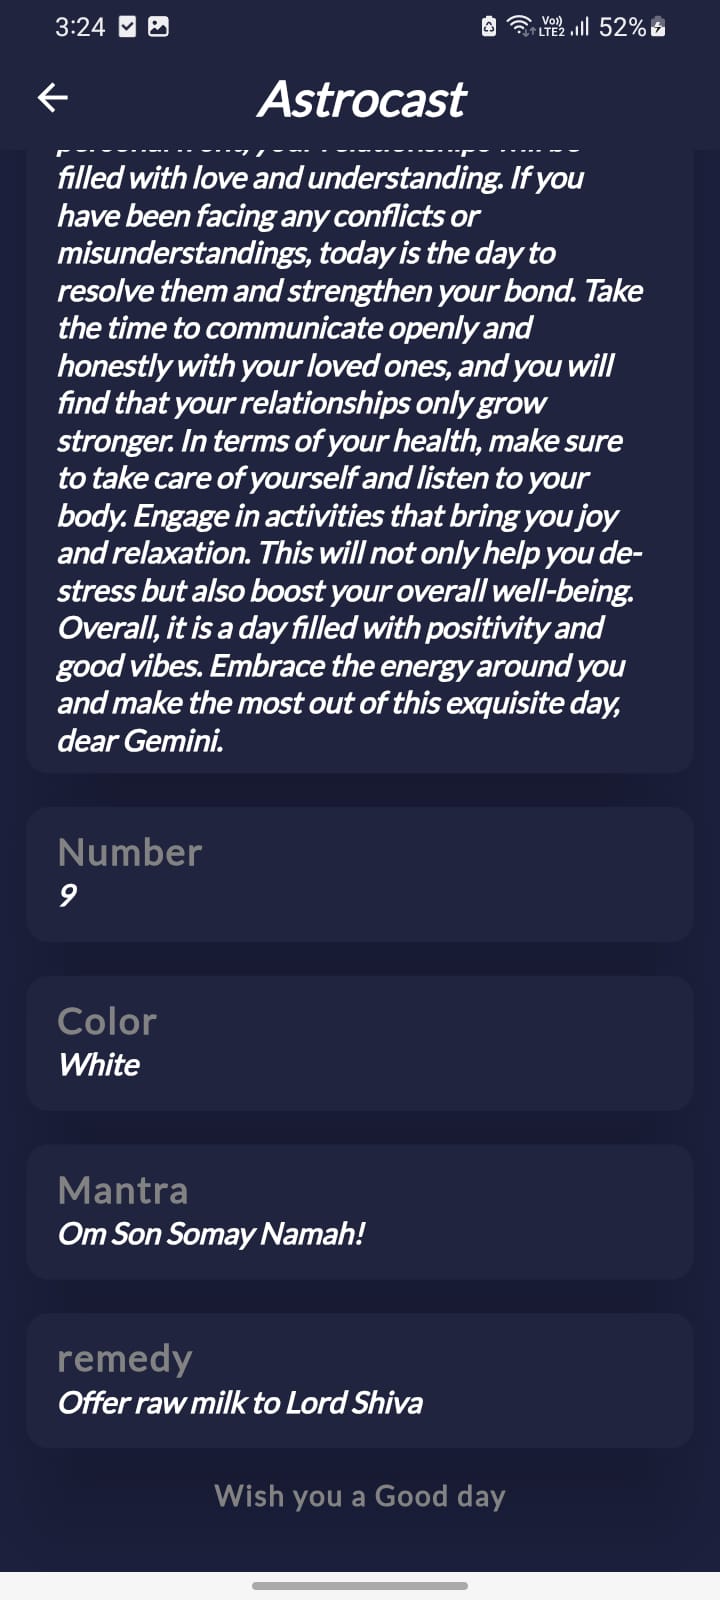 3:24
Vo))
LTE2
52%
Astrocast
filled with love and understanding. If you
have been facing any conflicts or
misunderstandings, today is the day to
resolve them and strengthen your bond. Take
the time to communicate openly and
honestly with your loved ones, and you will
find that your relationships only grow
stronger. In terms of your health, make sure
to take care of yourself and listen to your
body. Engage in activities that bring you joy
and relaxation. This will not only help you de-
stress but also boost your overall well-being.
Overall, it is a day filled with positivity and
good vibes. Embrace the energy around you
and make the most out of this exquisite day,
dear Gemini.
Number
9
Color
White
Mantra
Om Son Somay Namah!
remedy
Offer raw milk to Lord Shiva
Wish you a Good day